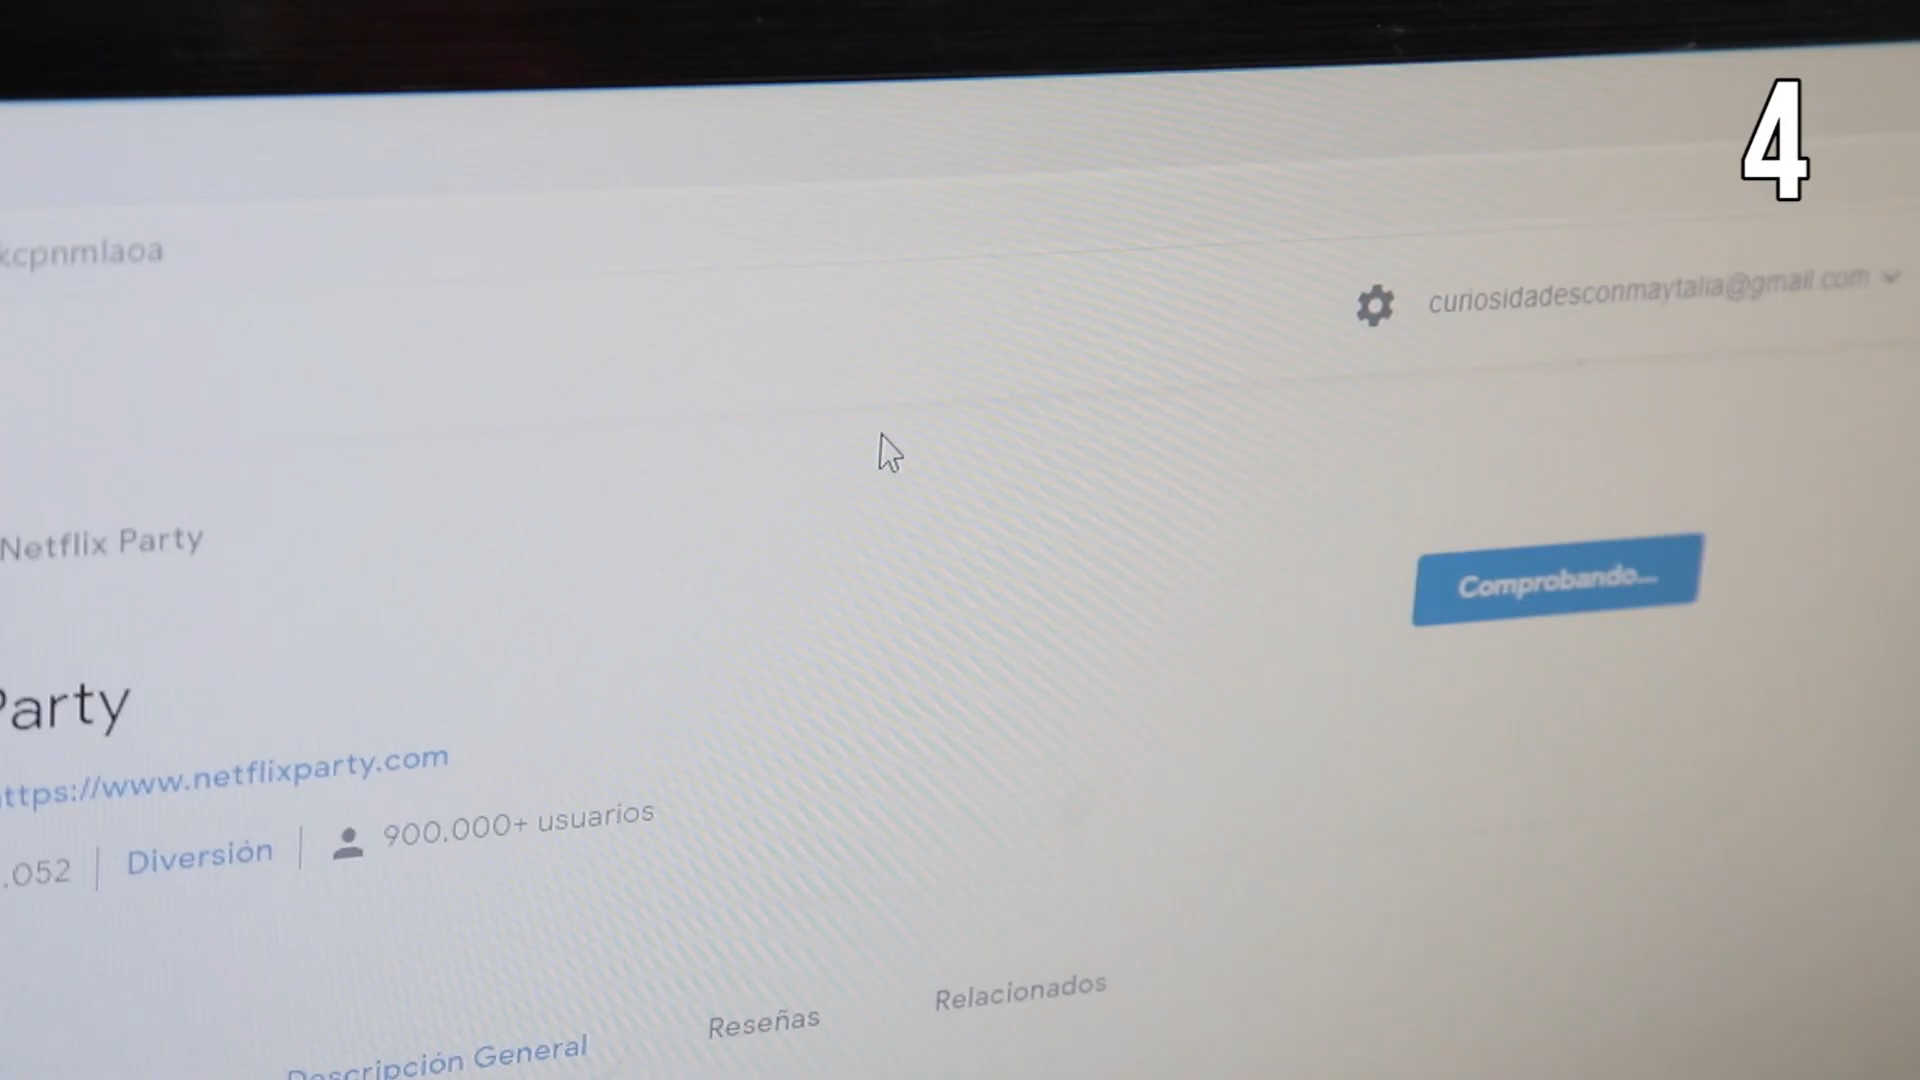 4
kcpnmlaoa
curiosidadesconmaytalia@gmail.com
Netflix Party
Comprobando...
Party
ttps://www.netflixparty.com
.052 | Diversión | 900.000+ usuarios
Descripción General
Reseñas
Relacionados